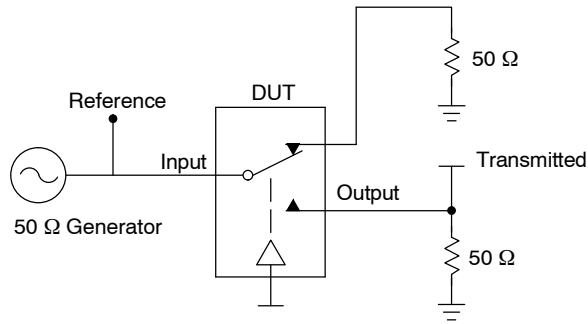 50 Ω
Reference
DUT
Input
Transmitted
Output
50 Ω Generator
50 Ω